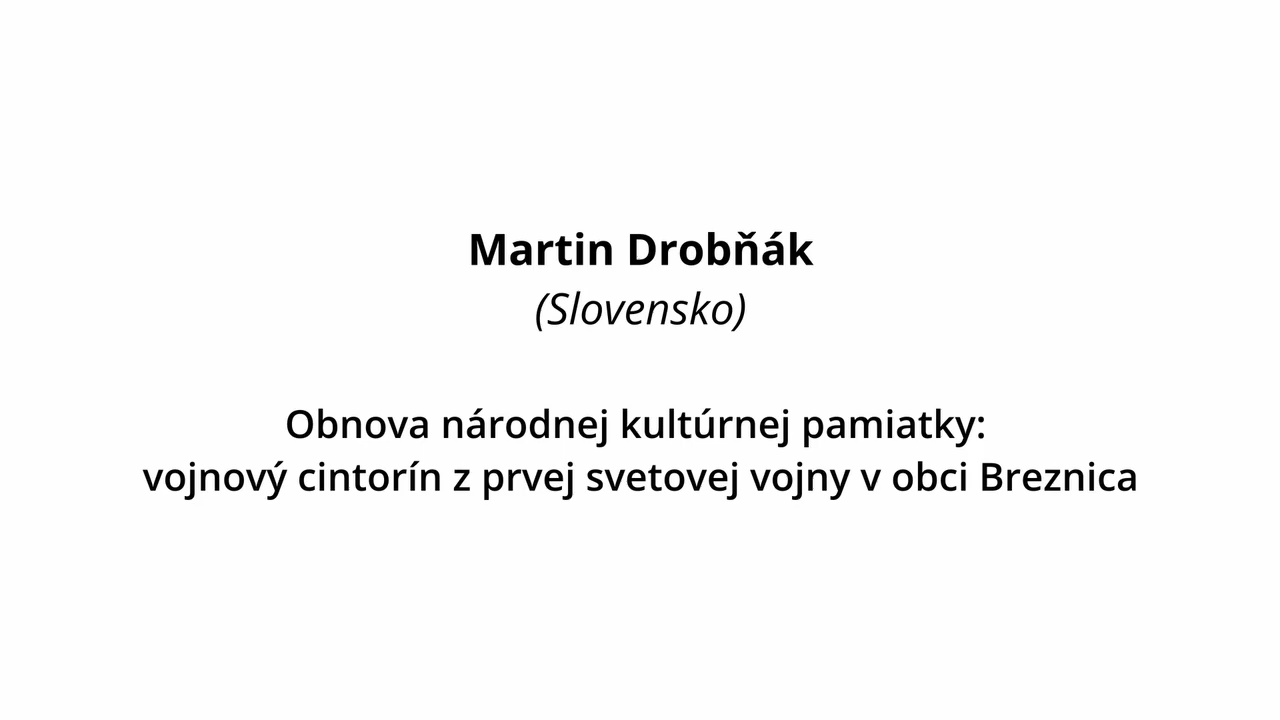 Martin Drobňák
(Slovensko)
Obnova národnej kultúrnej pamiatky:
vojnový cintorín z prvej svetovej vojny v obci Breznica